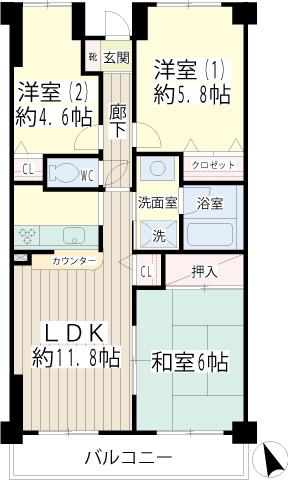 靴
玄関
洋室(1)
約5.8帖
洋室(2)
約4.6帖
廊下
CL
WC
クロゼット
洗面室
浴室
洗
カウンター
CL
押入
LDK
約11.8帖
和室6帖
バルコニー